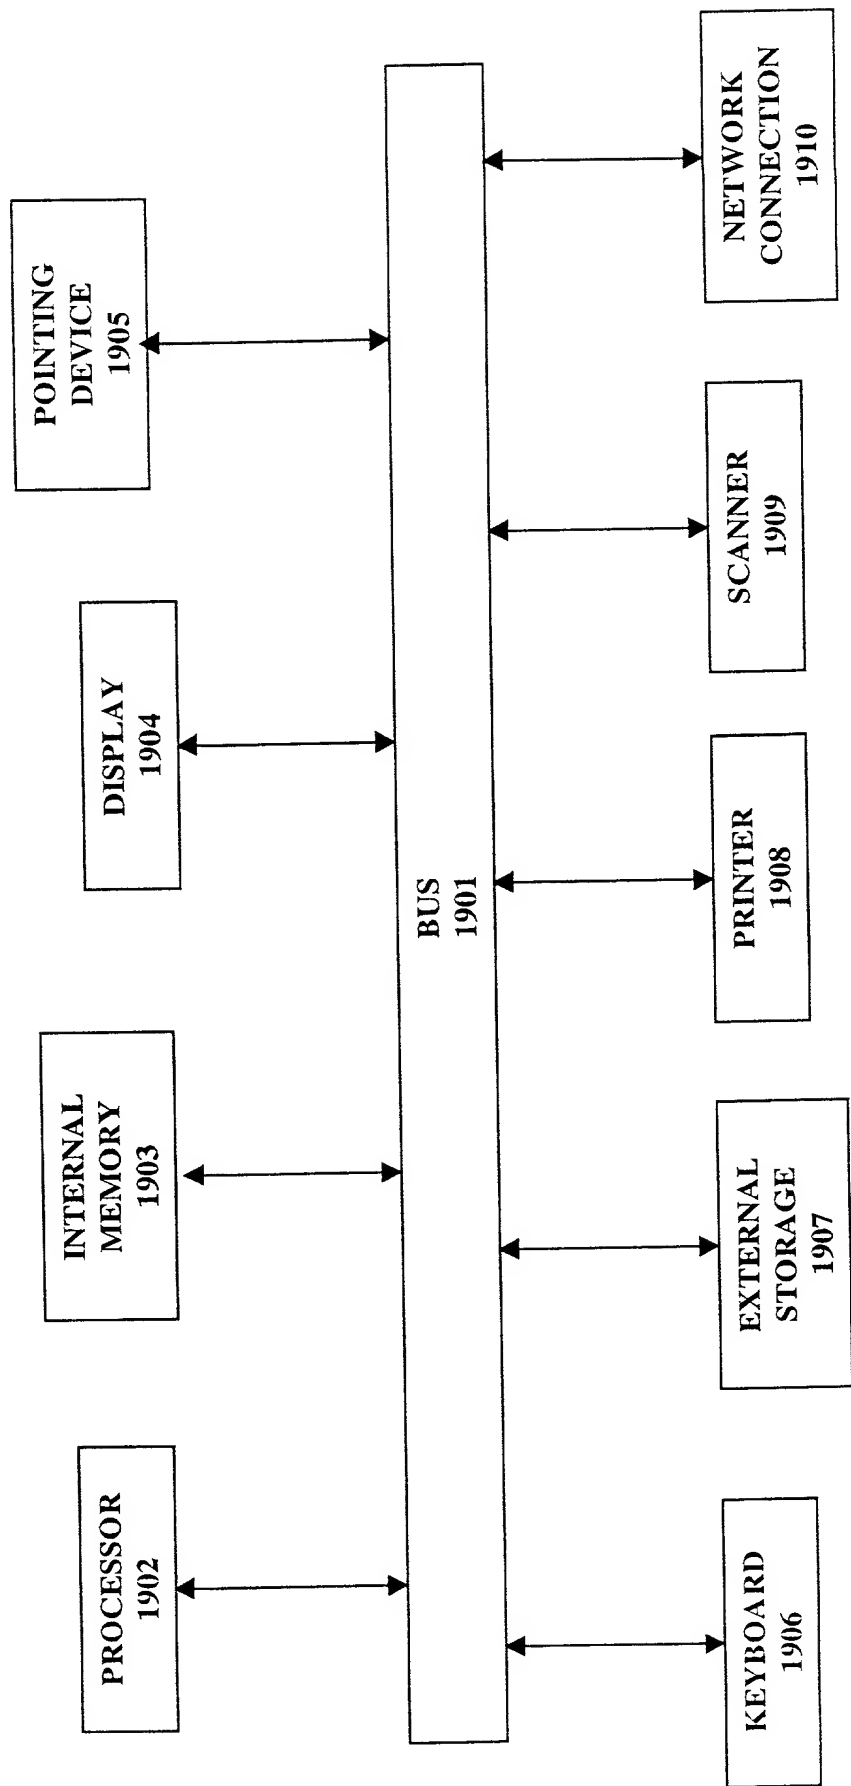 PROCESSOR
1902
INTERNAL
MEMORY
1903
DISPLAY
1904
POINTING
DEVICE
1905
BUS
1901
KEYBOARD
1906
EXTERNAL
STORAGE
1907
PRINTER
1908
SCANNER
1909
NETWORK
CONNECTION
1910